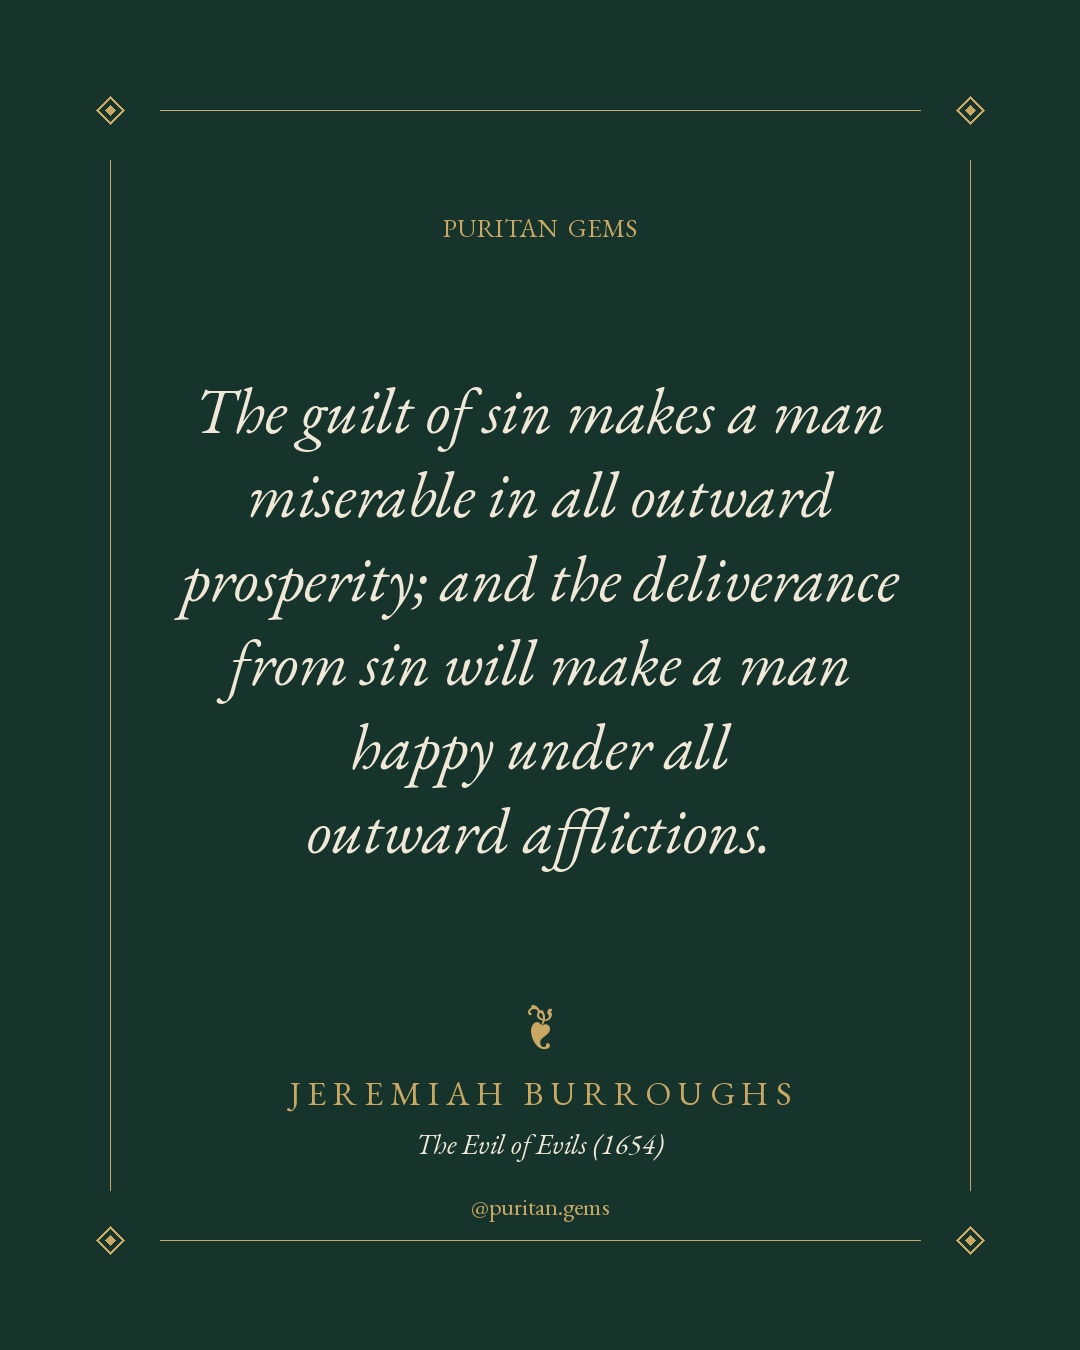 PURITAN GEMS
The guilt of sin makes a man
miserable in all outward
prosperity; and the deliverance
from sin will make a man
happy under all
outward afflictions.
JEREMIAH BURROUGHS
The Evil of Evils (1654)
@puritan.gems